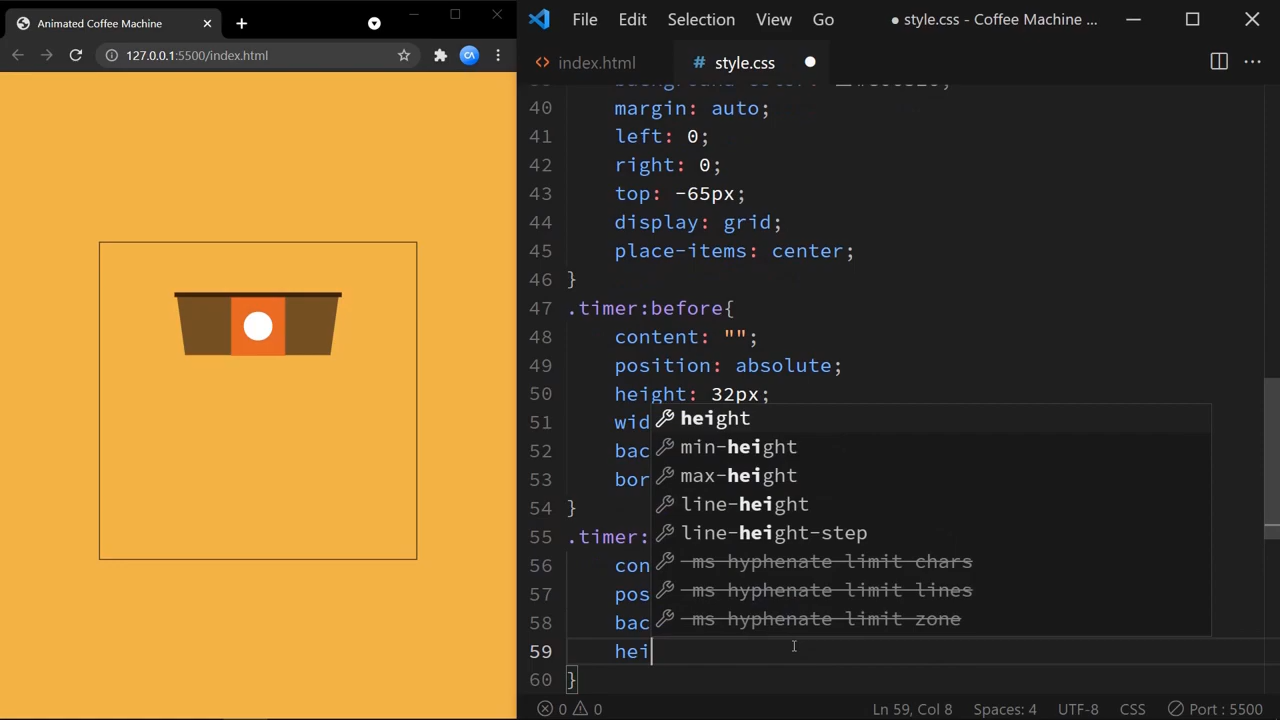 Animated Coffee Machine
127.0.0.1:5500/index.html
File Edit Selection View Go
style.css - Coffee Machine ...
index.html
# style.css
40 margin: auto;
41 left: 0;
42 right: 0;
43 top: -65px;
44 display: grid;
45 place-items: center;
46 }
47 .timer:before{
48 content: "";
49 position: absolute;
50 height: 32px;
51 wid
52 bac
53 bor
54 }
55 .timer:
56 con
57 pos
58 bac
59 hei
60 }
height
min-height
max-height
line-height
line-height-step
ms hyphenate limit chars
ms hyphenate limit lines
ms hyphenate limit zone
0 0
Ln 59, Col 8
Spaces: 4
UTF-8
CSS
Port : 5500